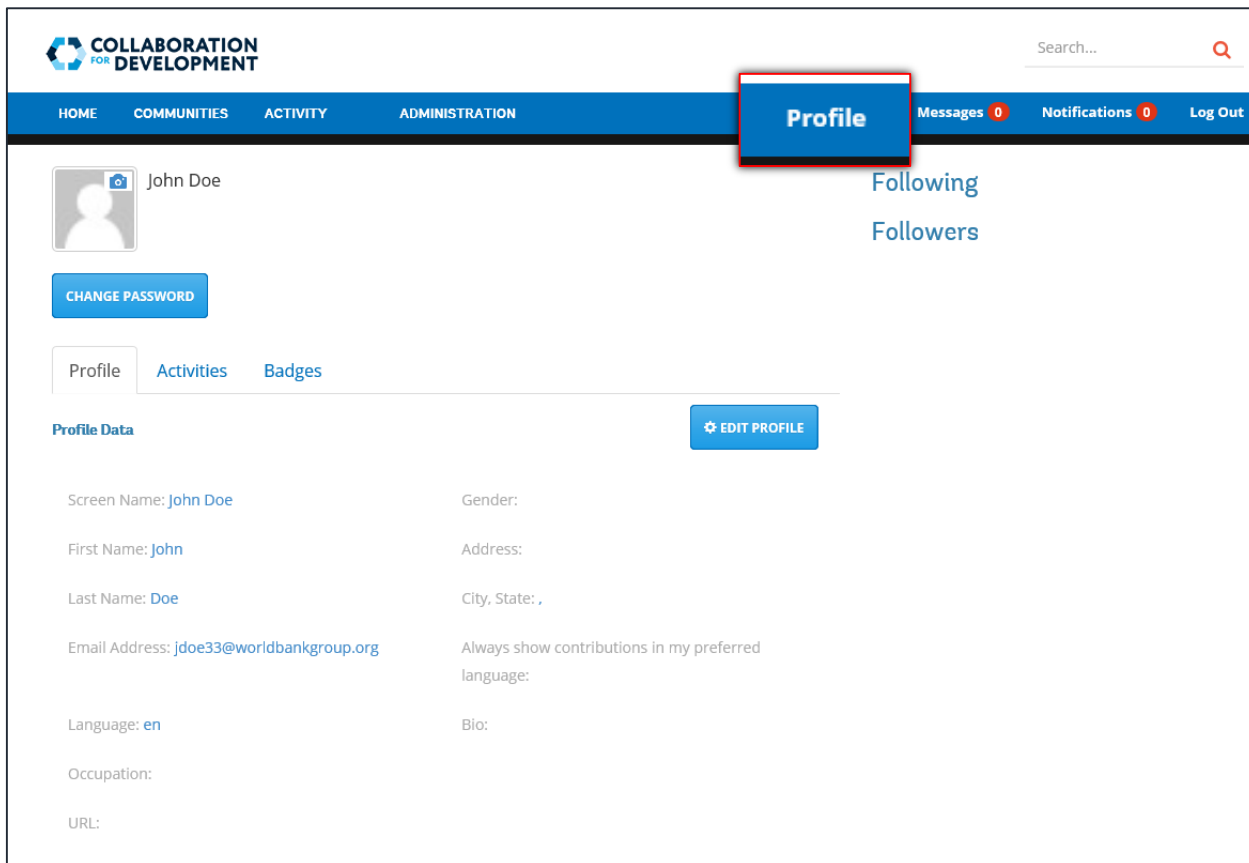 COLLABORATION
FOR DEVELOPMENT
Search...
HOME COMMUNITIES ACTIVITY ADMINISTRATION Profile Messages 0 Notifications 0 Log Out
John Doe
Following
Followers
CHANGE PASSWORD
Profile Activities Badges
Profile Data
EDIT PROFILE
Screen Name: John Doe
Gender:
First Name: John
Address:
Last Name: Doe
City, State: ,
Email Address: jdoe33@worldbankgroup.org
Always show contributions in my preferred
language:
Language: en
Bio:
Occupation:
URL: